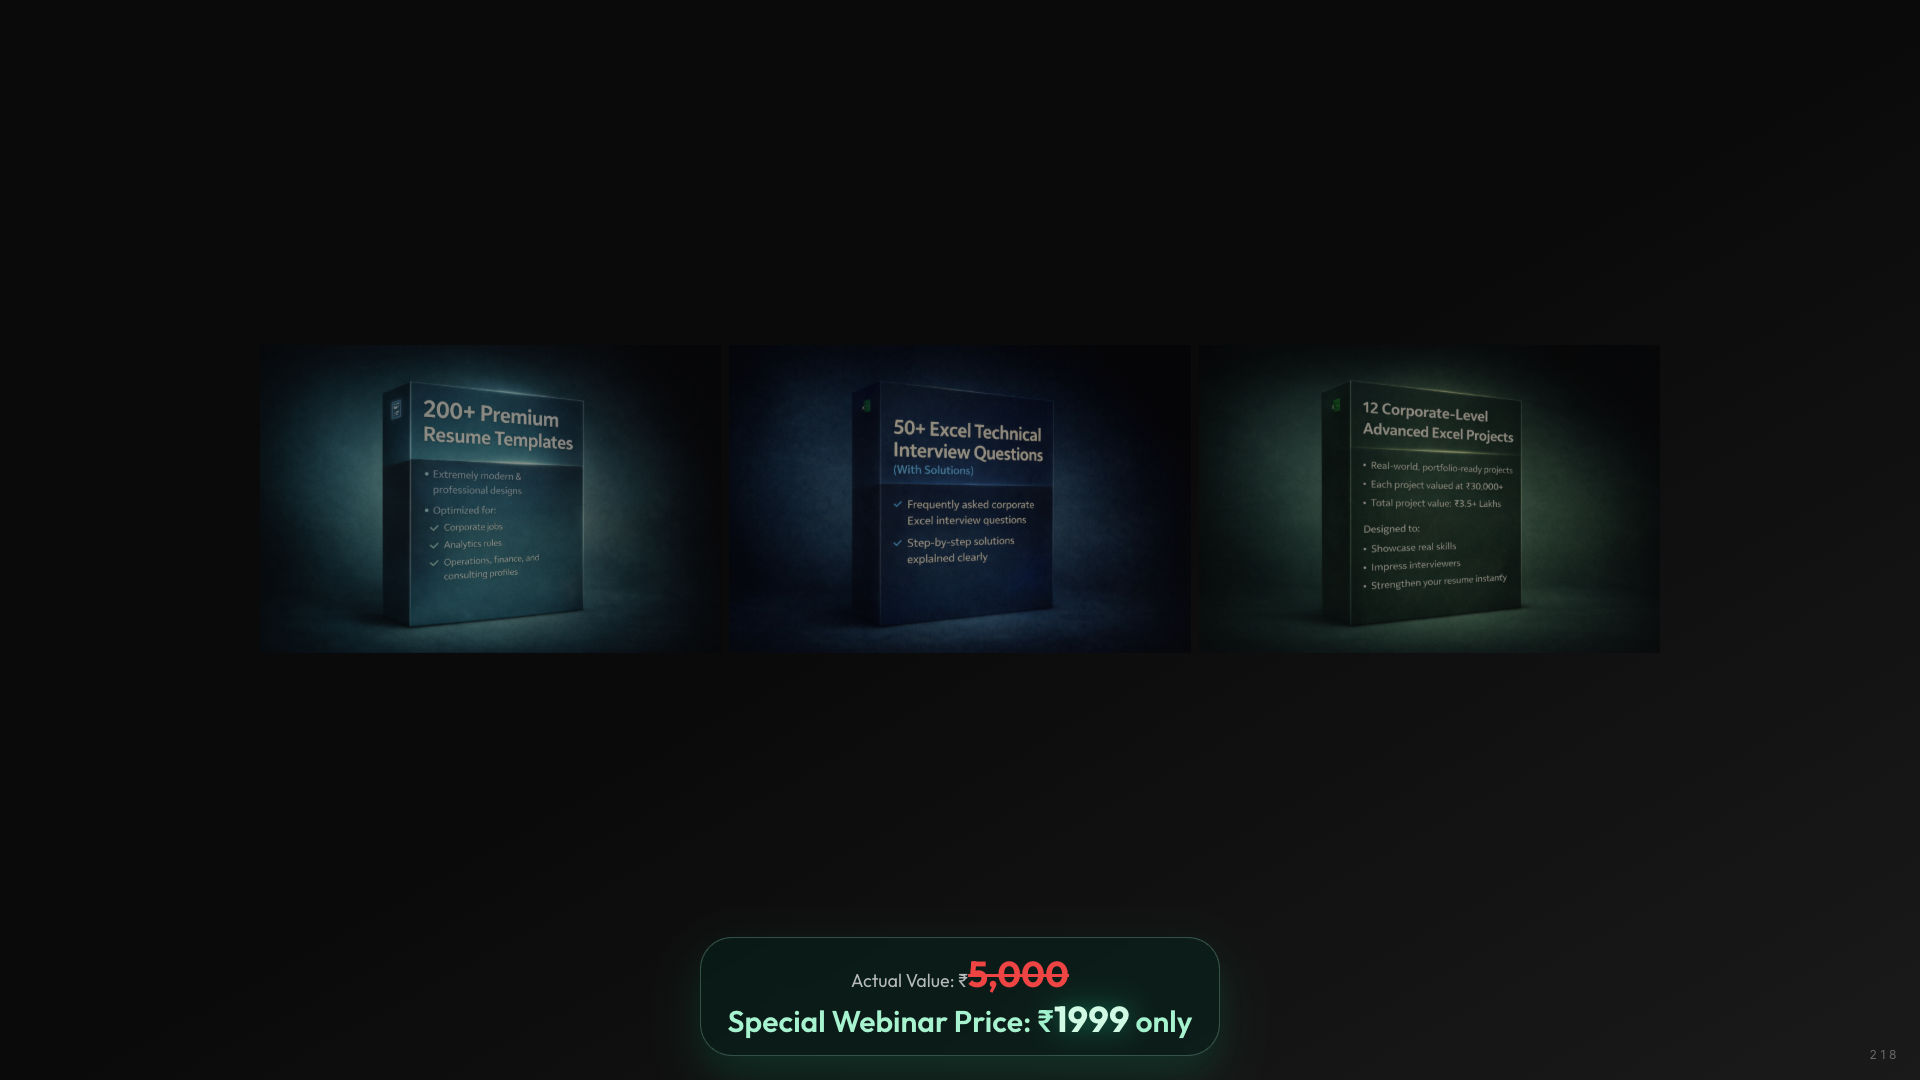 200+ Premium
Resume Templates
• Extremely modern &
professional designs
• Optimized for:
✓ Corporate jobs
✓ Analytics roles
✓ Operations, finance, and
consulting profiles
50+ Excel Technical
Interview Questions
(With Solutions)
✓ Frequently asked corporate
Excel interview questions
✓ Step-by-step solutions
explained clearly
12 Corporate-Level
Advanced Excel Projects
• Real-world, portfolio-ready projects
• Each project valued at ₹30,000+
• Total project value: ₹3.5+ Lakhs
Designed to:
• Showcase real skills
• Impress interviewers
• Strengthen your resume instanfy
Actual Value: ₹5,000
Special Webinar Price: ₹1999 only
218